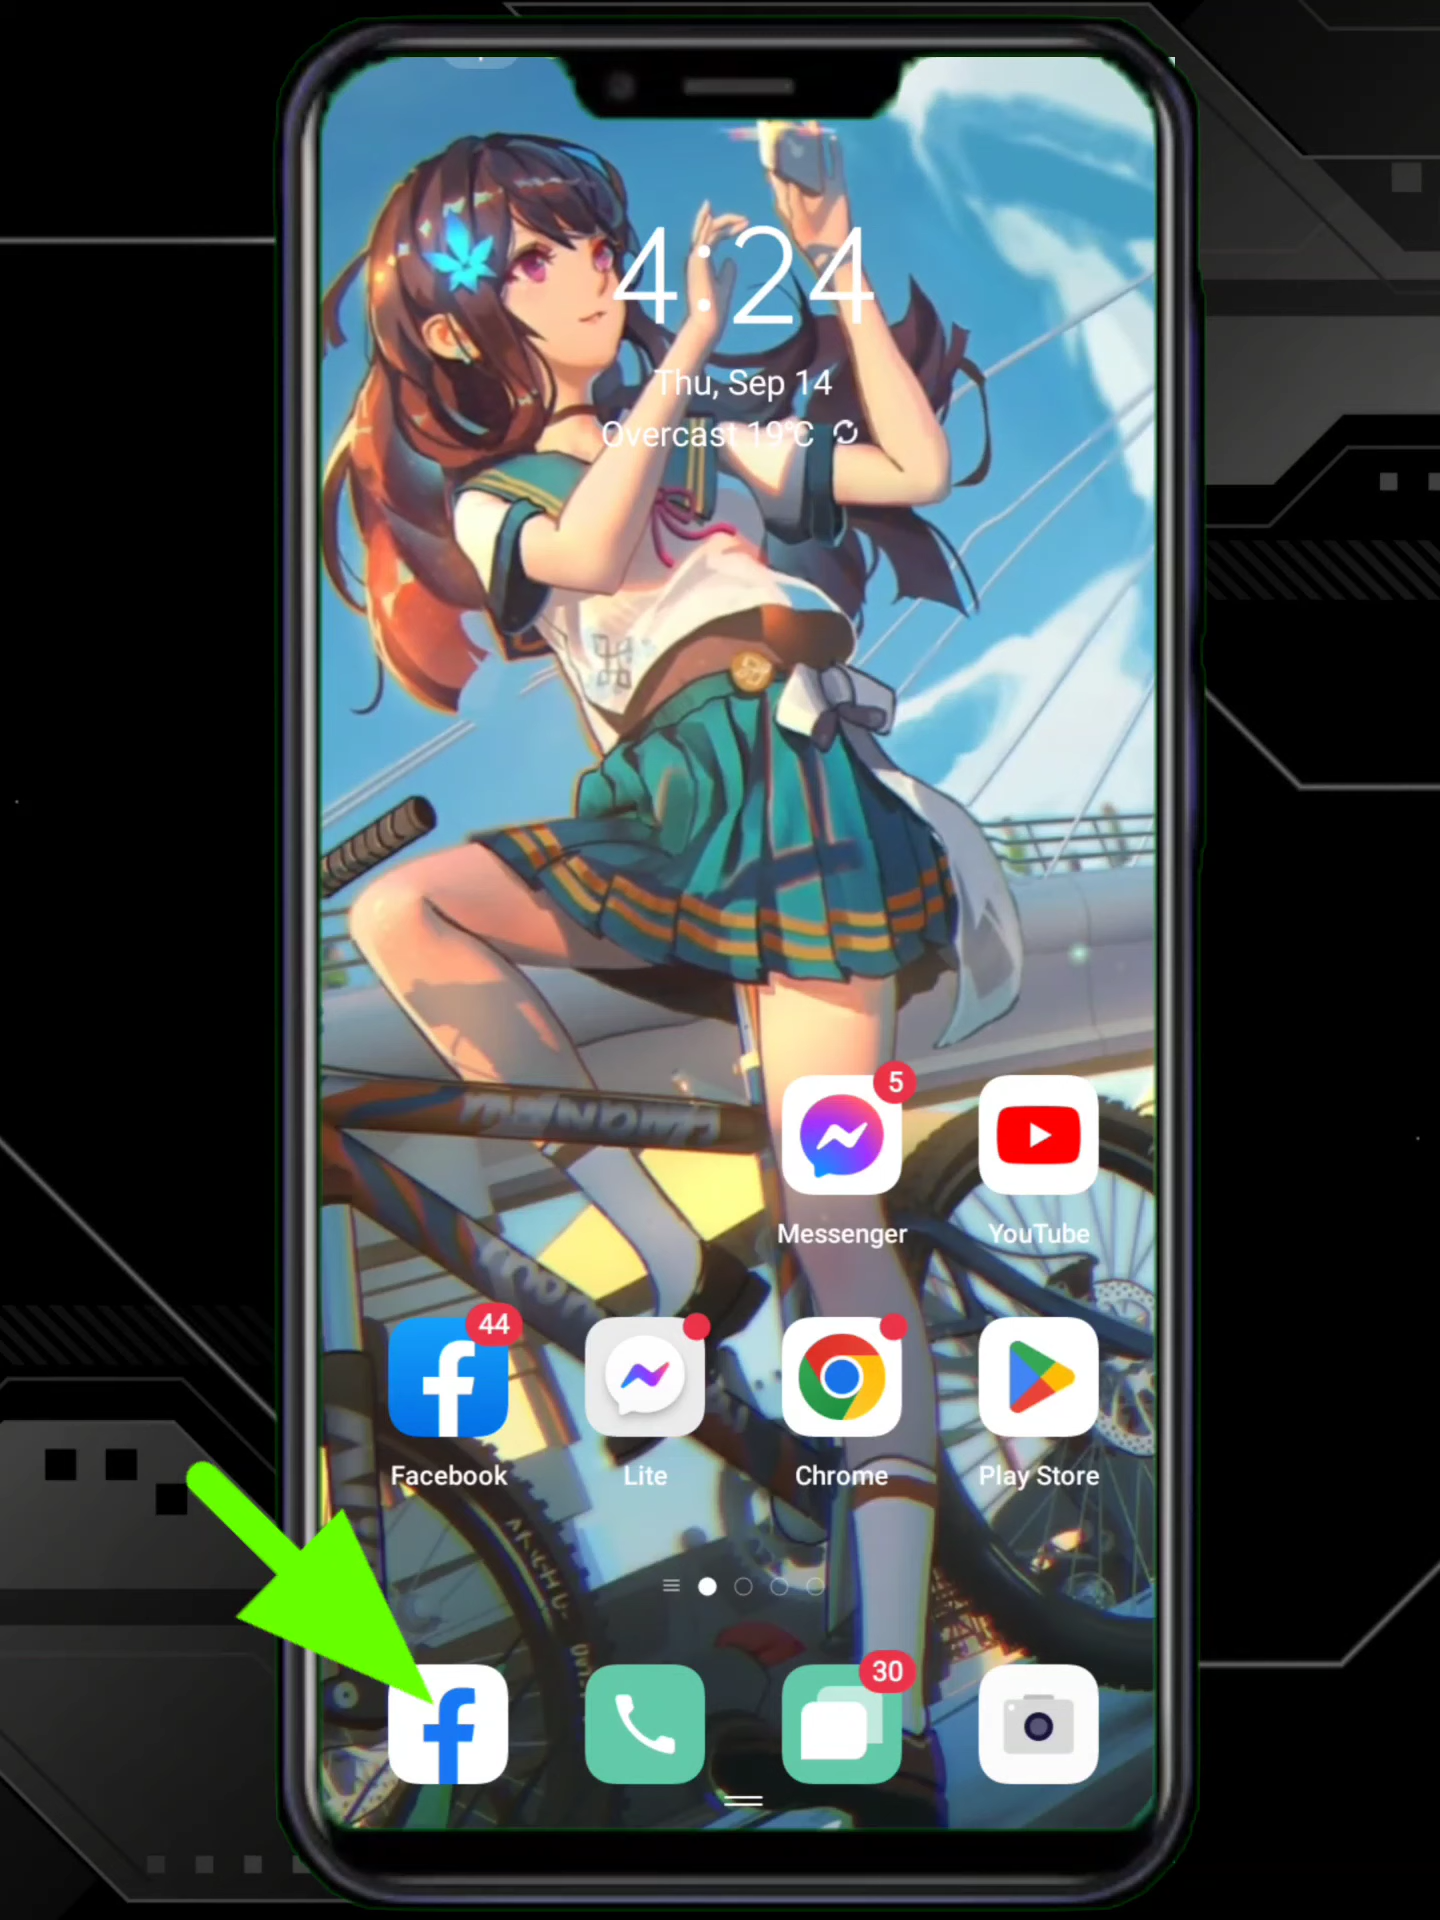 4:24
Thu, Sep 14
Overcast 19°C
5
Messenger
YouTube
44
Facebook
Lite
Chrome
Play Store
30